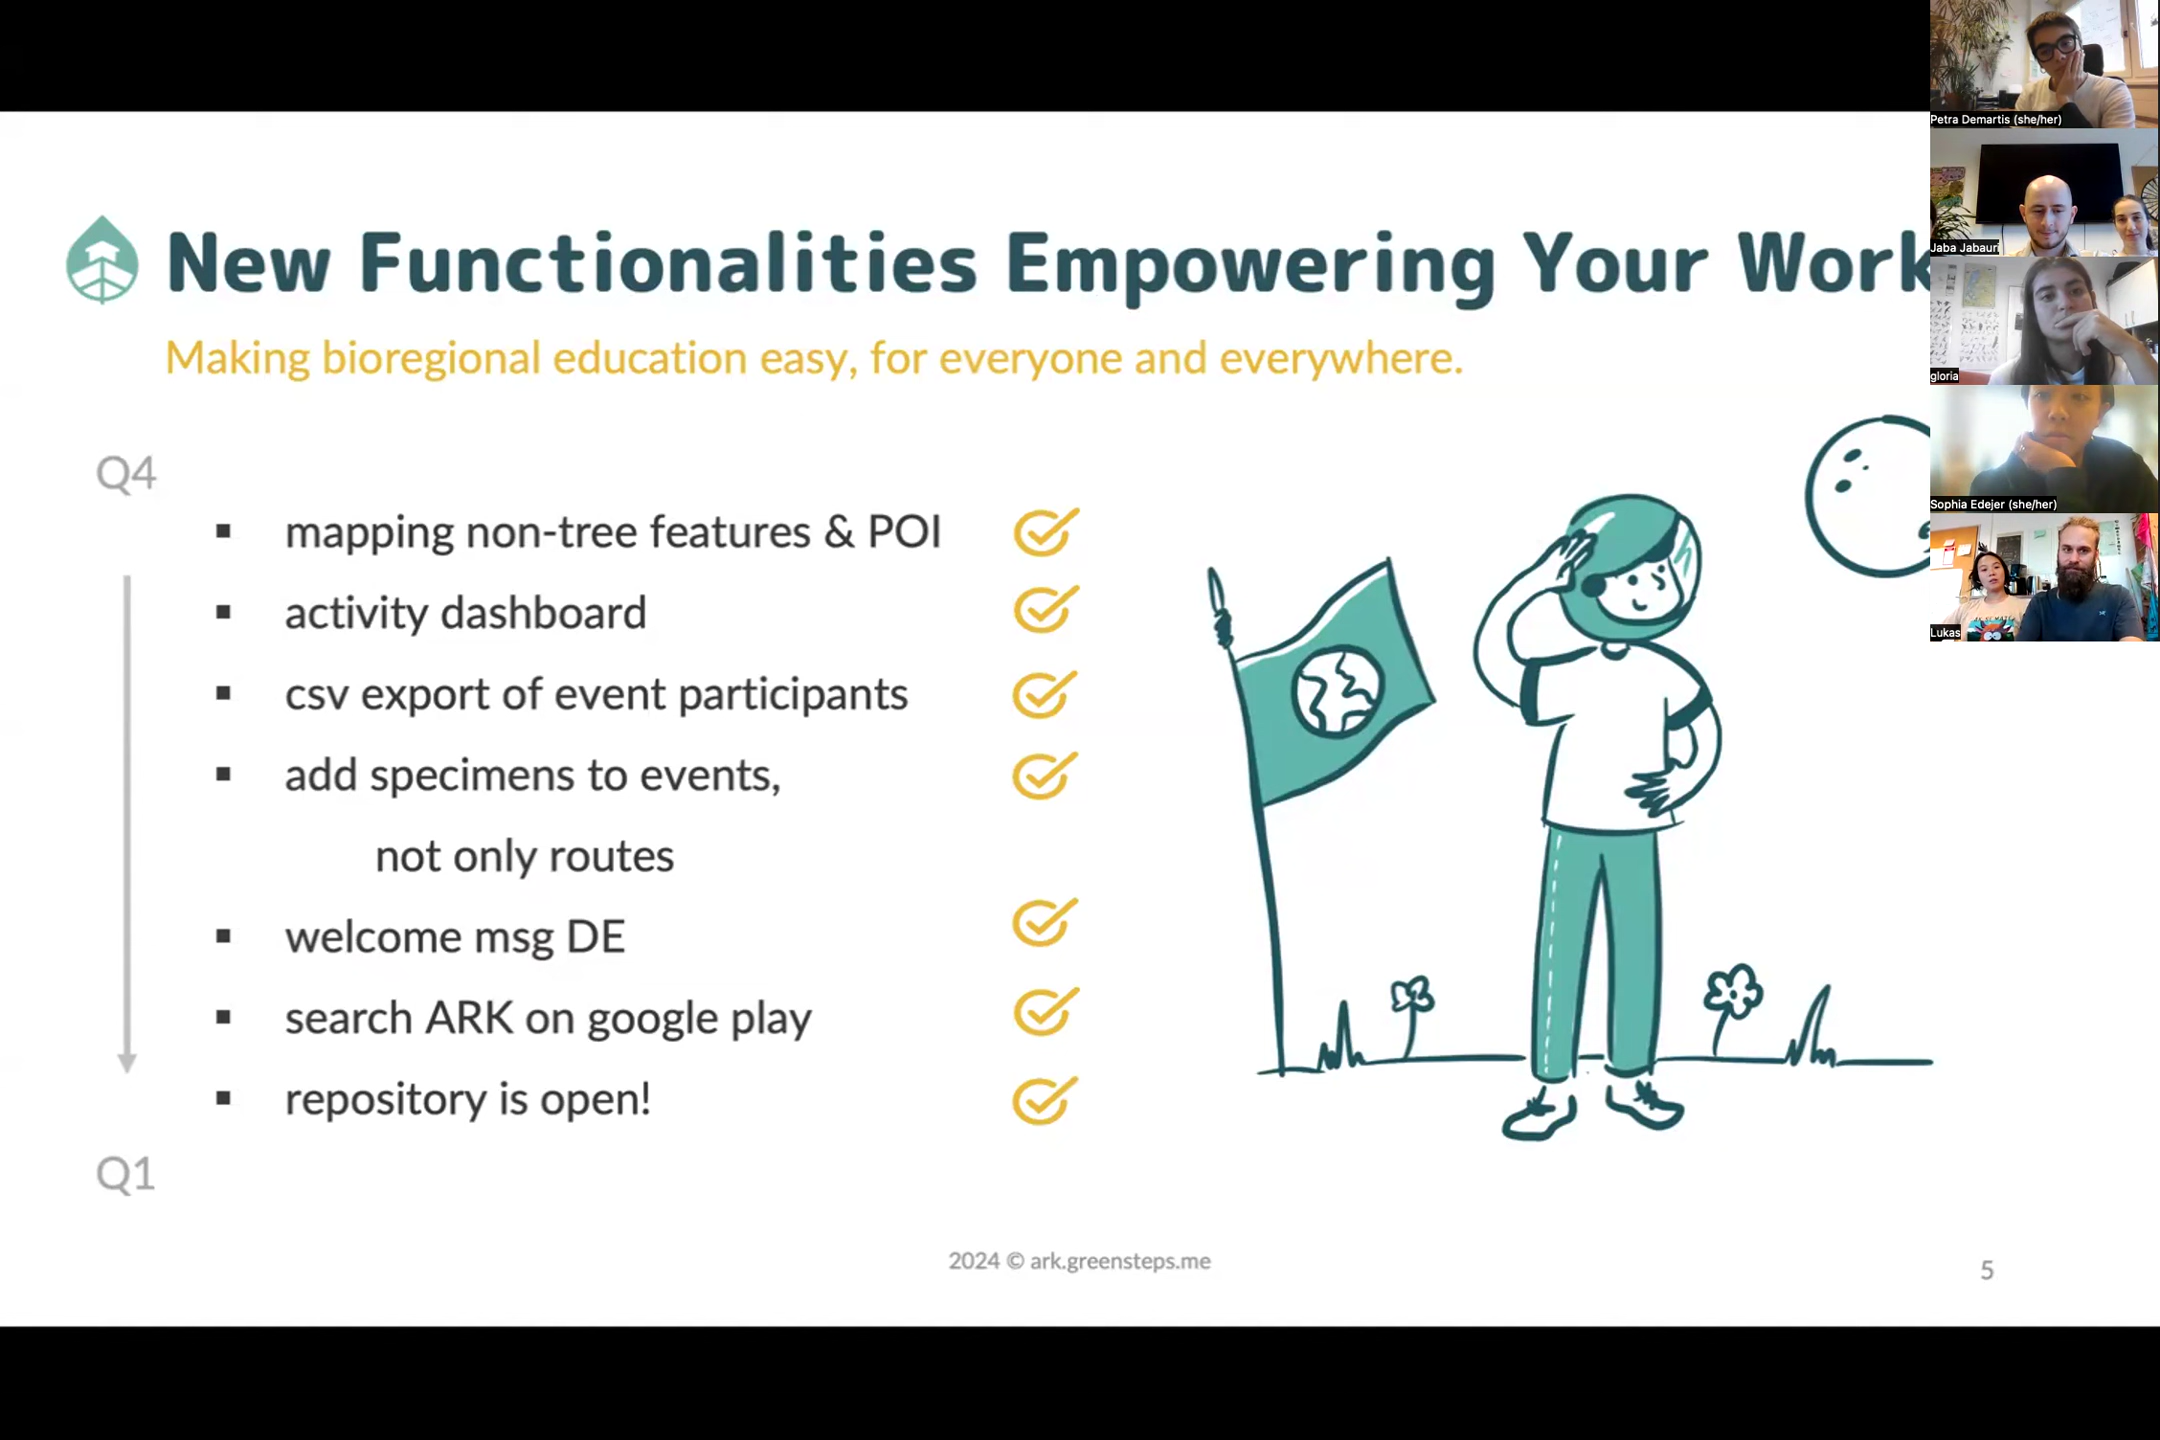 New Functionalities Empowering Your Work
Making bioregional education easy, for everyone and everywhere.
Q4
▪ mapping non-tree features & POI
▪ activity dashboard
▪ csv export of event participants
▪ add specimens to events,
not only routes
▪ welcome msg DE
▪ search ARK on google play
▪ repository is open!
Q1
2024 © ark.greensteps.me
5
Petra Demartis (she/her)
Jaba Jabauri
gloria
Sophia Edejer (she/her)
Lukas